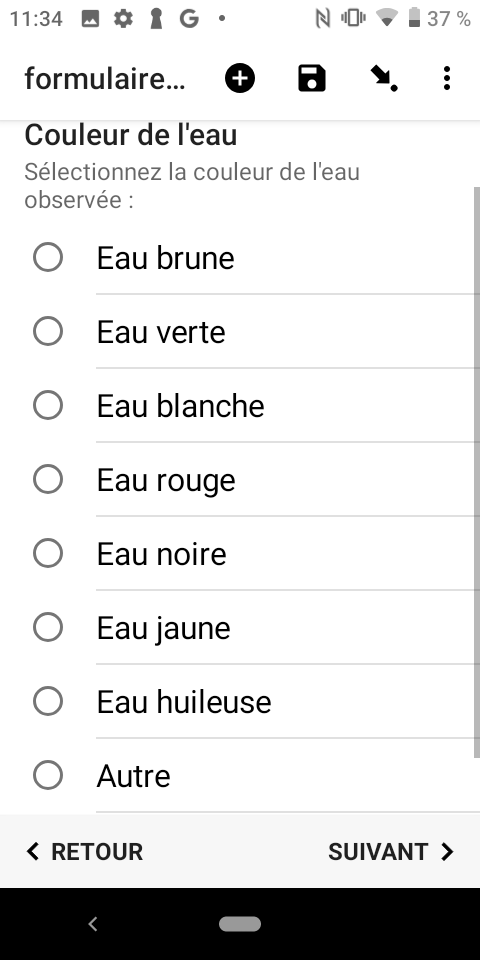 11:34
37 %
formulaire...
Couleur de l'eau
Sélectionnez la couleur de l'eau
observée :
Eau brune
Eau verte
Eau blanche
Eau rouge
Eau noire
Eau jaune
Eau huileuse
Autre
RETOUR
SUIVANT